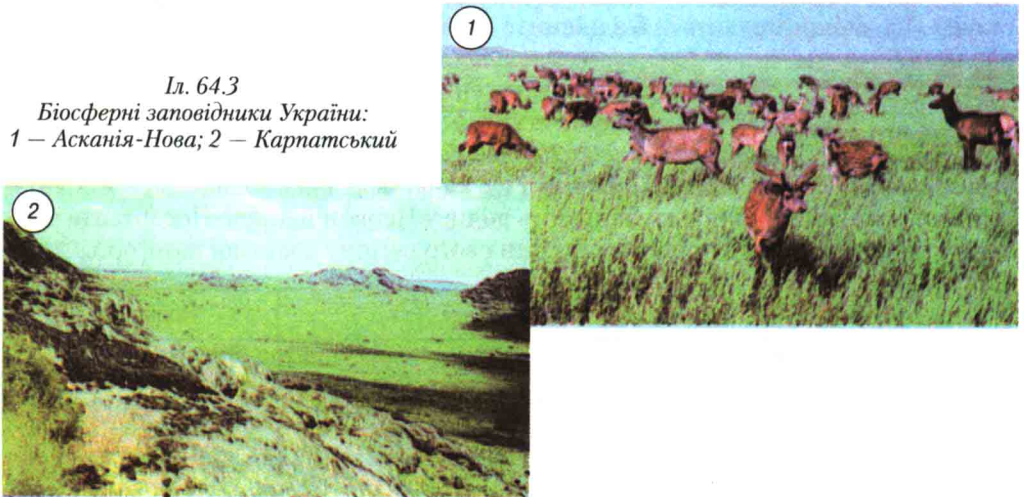 1
Іл. 64.3
Біосферні заповідники України:
1 — Асканія-Нова; 2 — Карпатський
2